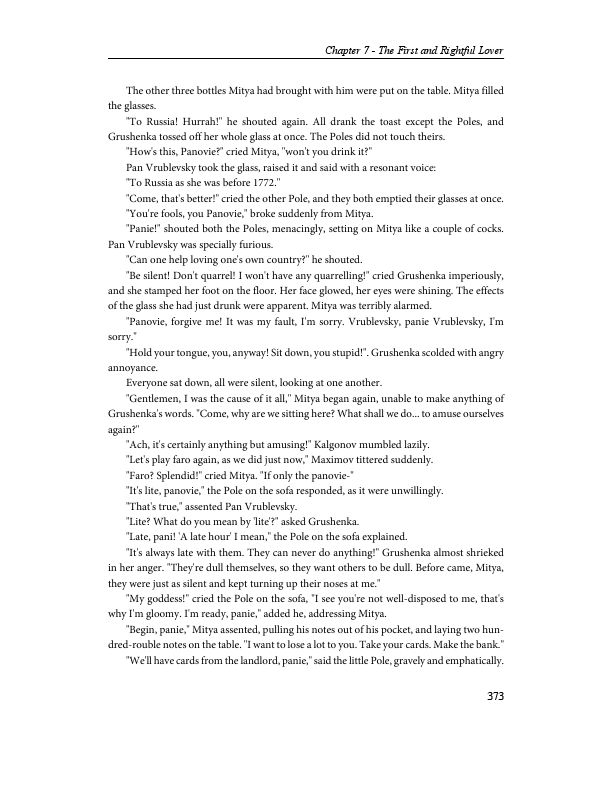 Chapter 7 - The First and Rightful Lover
The other three bottles Mitya had brought with him were put on the table. Mitya filled
the glasses.
"To Russia! Hurrah!" he shouted again. All drank the toast except the Poles, and
Grushenka tossed off her whole glass at once. The Poles did not touch theirs.
"How's this, Panovie?" cried Mitya, "won't you drink it?"
Pan Vrublevsky took the glass, raised it and said with a resonant voice:
"To Russia as she was before 1772."
"Come, that's better!" cried the other Pole, and they both emptied their glasses at once.
"You're fools, you Panovie," broke suddenly from Mitya.
"Panie!" shouted both the Poles, menacingly, setting on Mitya like a couple of cocks.
Pan Vrublevsky was specially furious.
"Can one help loving one's own country?" he shouted.
"Be silent! Don't quarrel! I won't have any quarrelling!" cried Grushenka imperiously,
and she stamped her foot on the floor. Her face glowed, her eyes were shining. The effects
of the glass she had just drunk were apparent. Mitya was terribly alarmed.
"Panovie, forgive me! It was my fault, I'm sorry. Vrublevsky, panie Vrublevsky, I'm
sorry."
"Hold your tongue, you, anyway! Sit down, you stupid!". Grushenka scolded with angry
annoyance.
Everyone sat down, all were silent, looking at one another.
"Gentlemen, I was the cause of it all," Mitya began again, unable to make anything of
Grushenka's words. "Come, why are we sitting here? What shall we do... to amuse ourselves
again?"
"Ach, it's certainly anything but amusing!" Kalgonov mumbled lazily.
"Let's play faro again, as we did just now," Maximov tittered suddenly.
"Faro? Splendid!" cried Mitya. "If only the panovie-"
"It's lite, panovie," the Pole on the sofa responded, as it were unwillingly.
"That's true," assented Pan Vrublevsky.
"Lite? What do you mean by 'lite'?" asked Grushenka.
"Late, pani! 'A late hour' I mean," the Pole on the sofa explained.
"It's always late with them. They can never do anything!" Grushenka almost shrieked
in her anger. "They're dull themselves, so they want others to be dull. Before came, Mitya,
they were just as silent and kept turning up their noses at me."
"My goddess!" cried the Pole on the sofa, "I see you're not well-disposed to me, that's
why I'm gloomy. I'm ready, panie," added he, addressing Mitya.
"Begin, panie," Mitya assented, pulling his notes out of his pocket, and laying two hun-
dred-rouble notes on the table. "I want to lose a lot to you. Take your cards. Make the bank."
"We'll have cards from the landlord, panie," said the little Pole, gravely and emphatically.
373